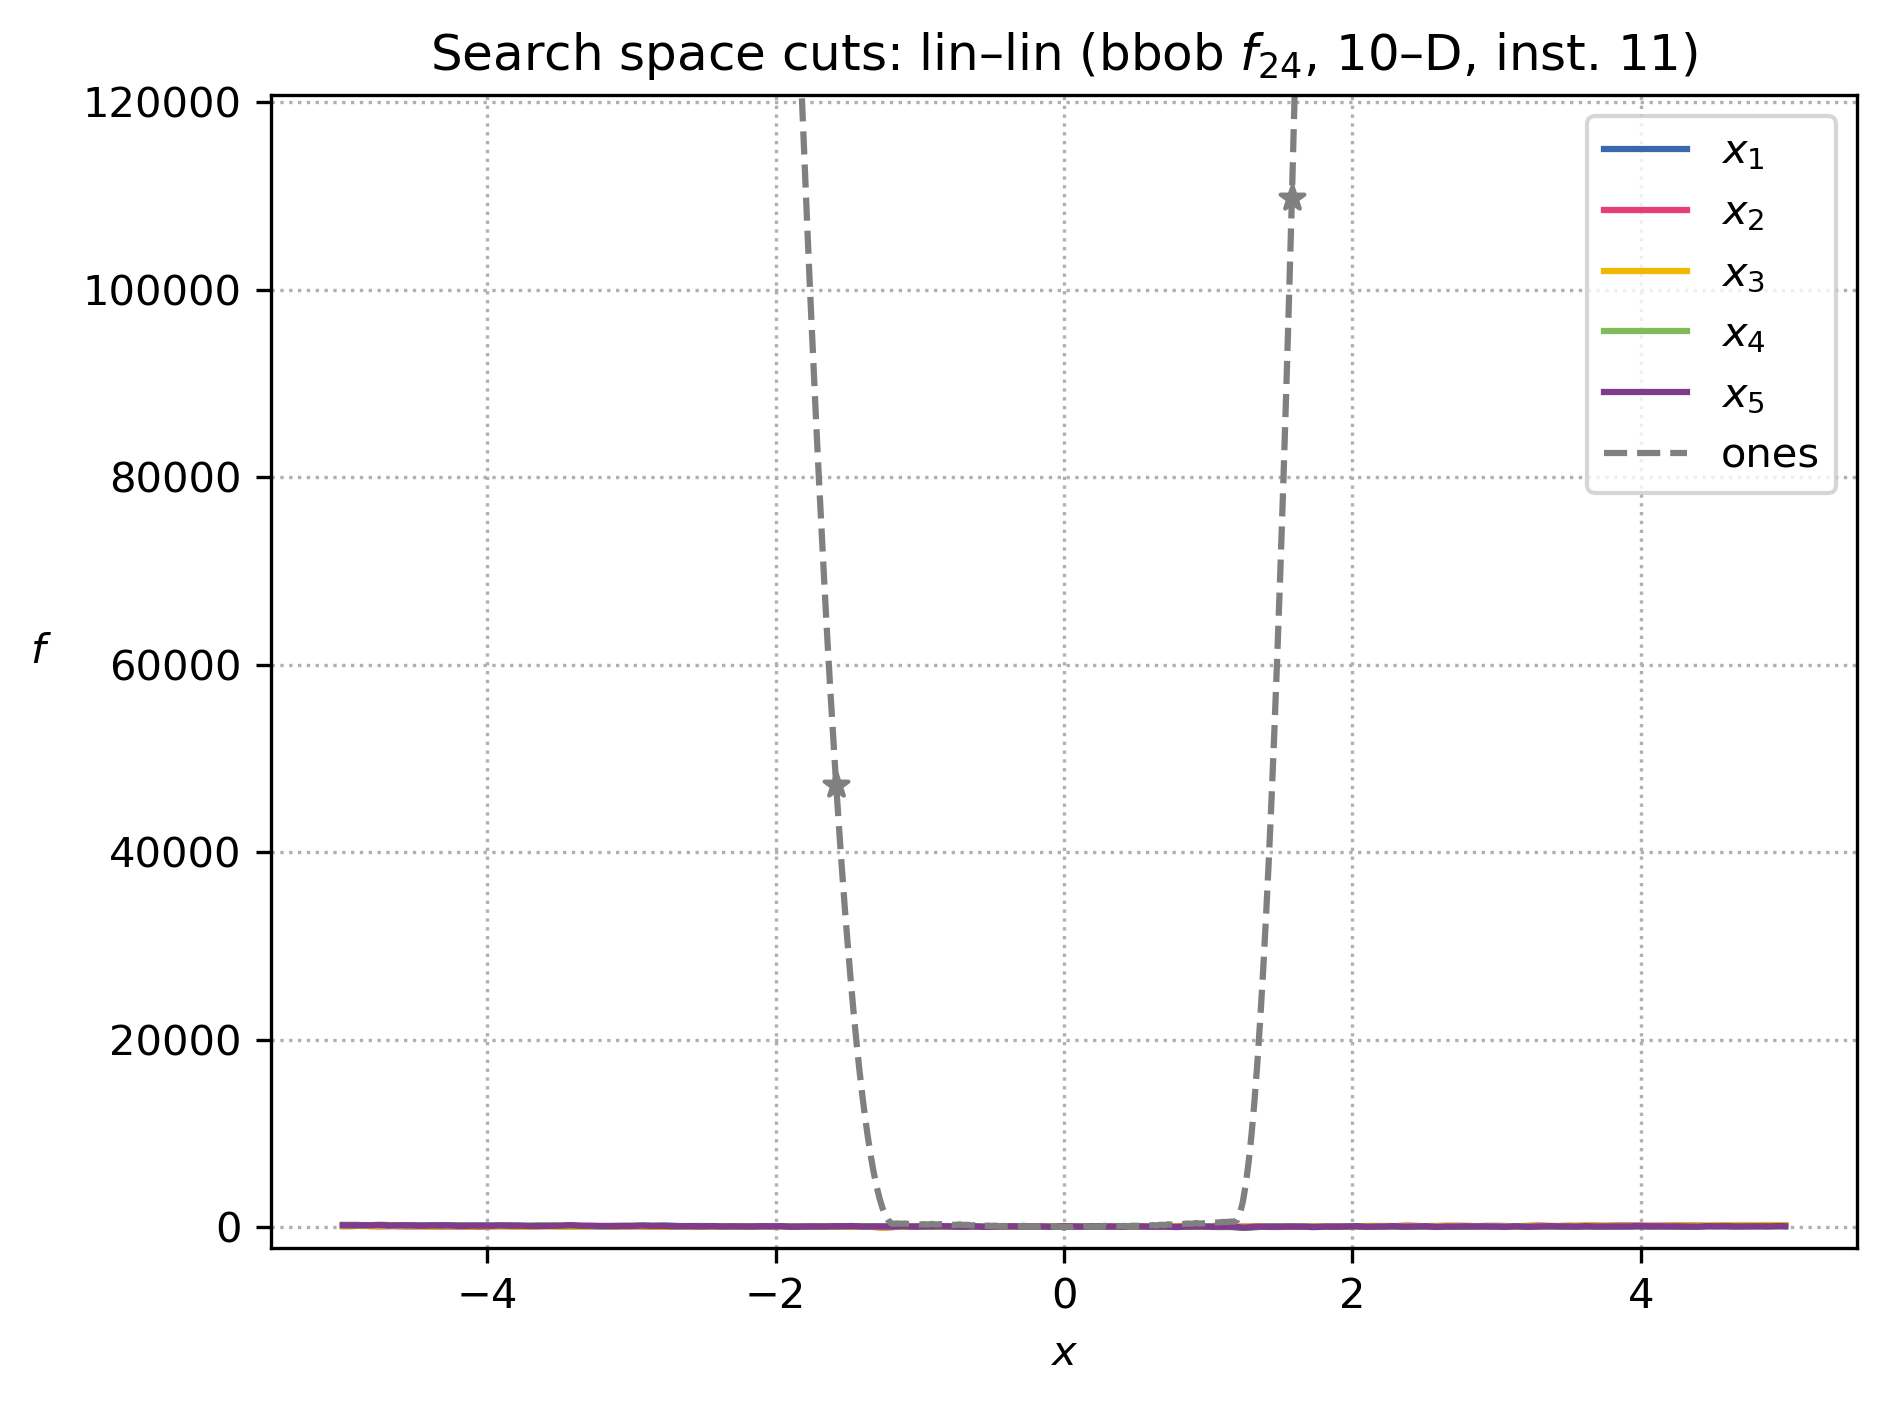 Search space cuts: lin–lin (bbob f24, 10–D, inst. 11)
120000
100000
80000
60000
40000
20000
0
f
−4
−2
0
2
4
x
x1
x2
x3
x4
x5
ones